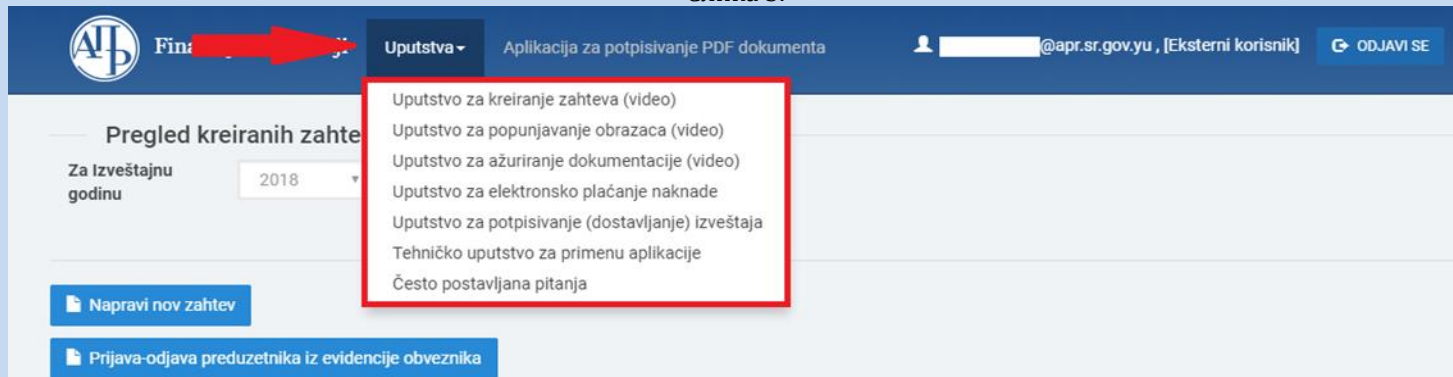 АПР
Uputstva
Aplikacija za potpisivanje PDF dokumenta
@apr.sr.gov.yu , [Eksterni korisnik]
ODJAVI SE
Uputstvo za kreiranje zahteva (video)
Uputstvo za popunjavanje obrazaca (video)
Uputstvo za ažuriranje dokumentacije (video)
Uputstvo za elektronsko plaćanje naknade
Uputstvo za potpisivanje (dostavljanje) izveštaja
Tehničko uputstvo za primenu aplikacije
Često postavljana pitanja
Pregled kreiranih zahte
Za Izveštajnu
godinu
2018
Napravi nov zahtev
Prijava-odjava preduzetnika iz evidencije obveznika